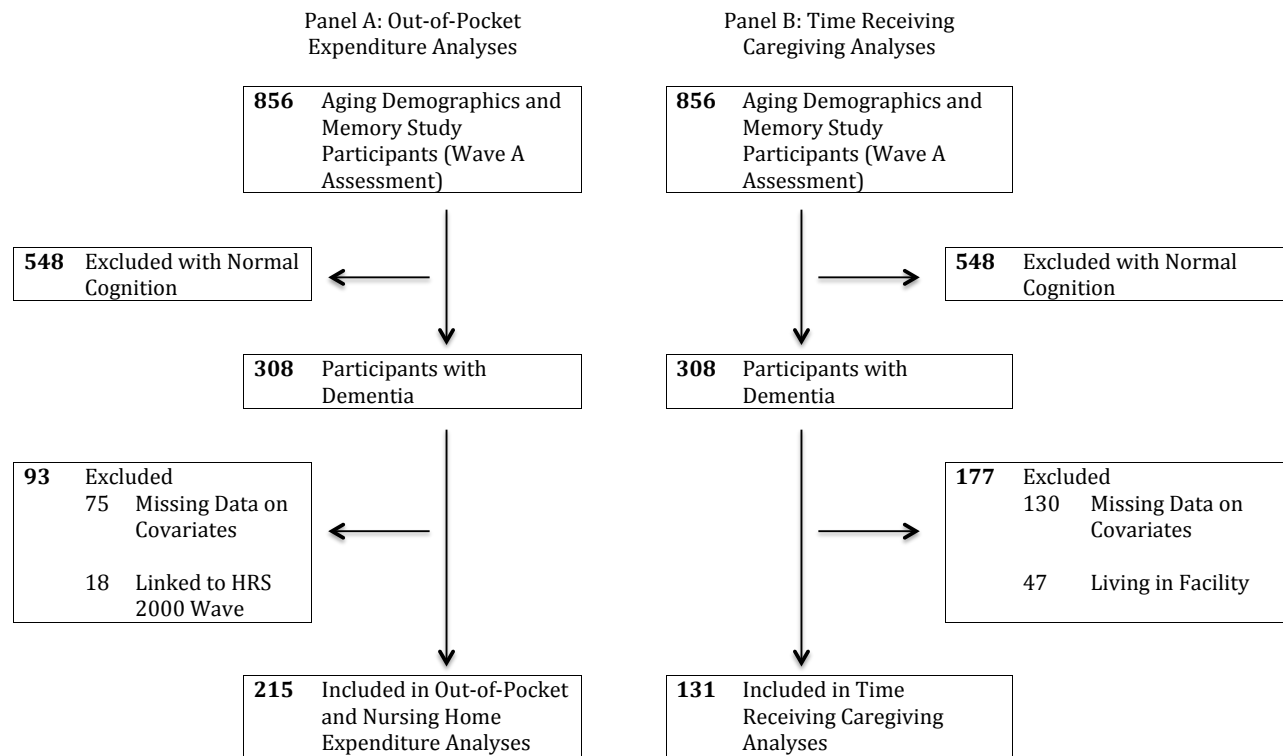 Panel A: Out-of-Pocket
Expenditure Analyses
856 Aging Demographics and
Memory Study
Participants (Wave A
Assessment)
548 Excluded with Normal
Cognition
308 Participants with
Dementia
93 Excluded
75 Missing Data on
Covariates
18 Linked to HRS
2000 Wave
215 Included in Out-of-Pocket
and Nursing Home
Expenditure Analyses
Panel B: Time Receiving
Caregiving Analyses
856 Aging Demographics and
Memory Study
Participants (Wave A
Assessment)
548 Excluded with Normal
Cognition
308 Participants with
Dementia
177 Excluded
130 Missing Data on
Covariates
47 Living in Facility
131 Included in Time
Receiving Caregiving
Analyses